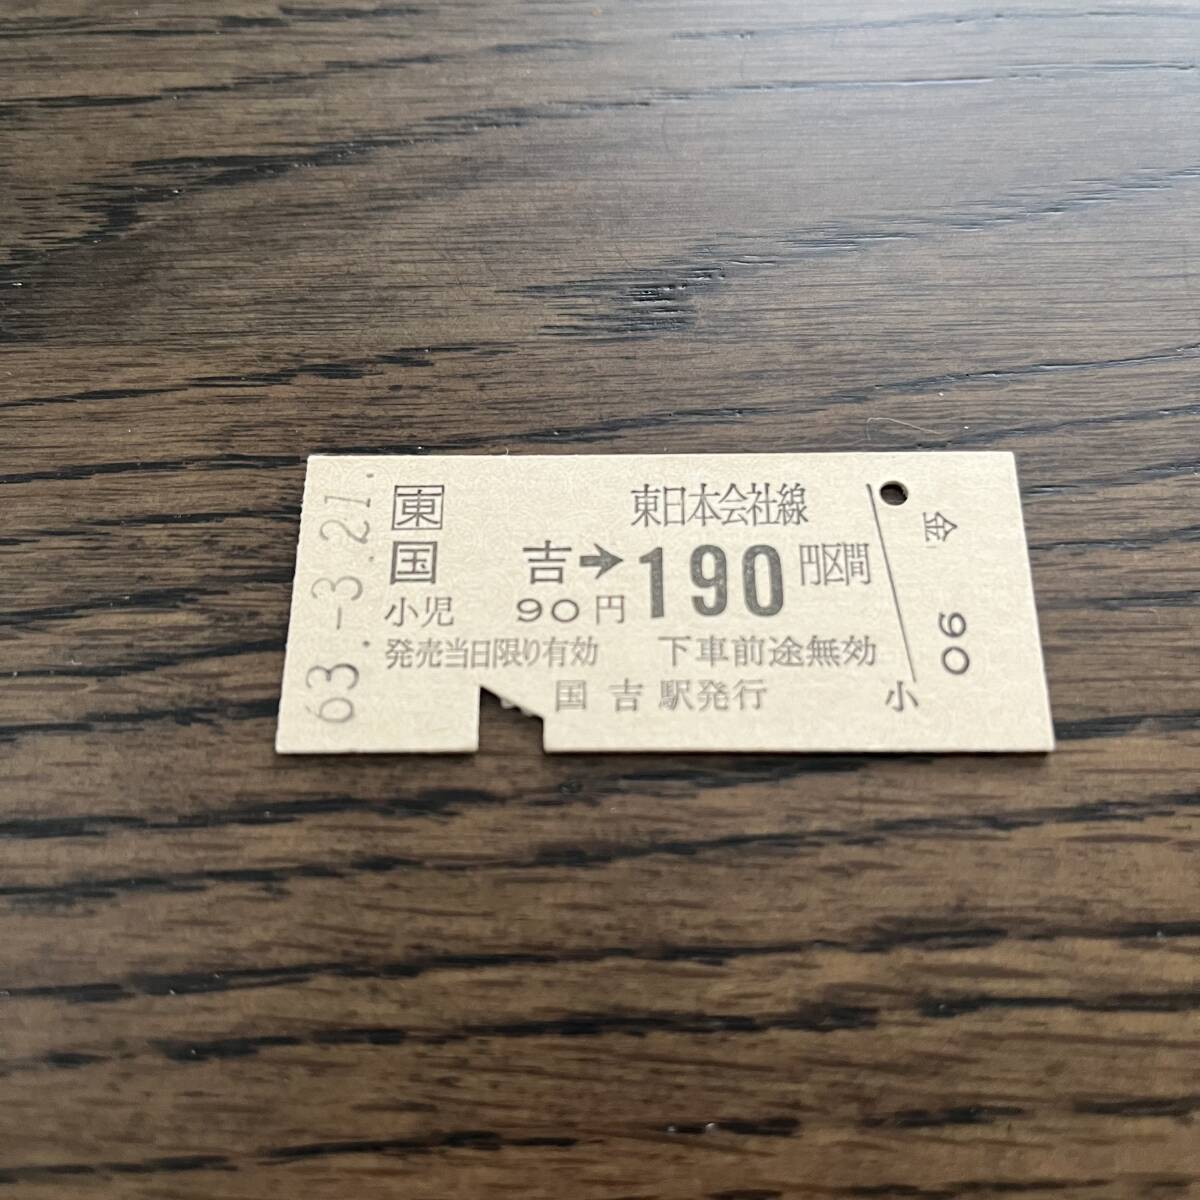 63.-3.21.
東
東日本会社線
国吉➔190円区間
小児 90円
発売当日限り有効 下車前途無効
国吉駅発行
小
金 90